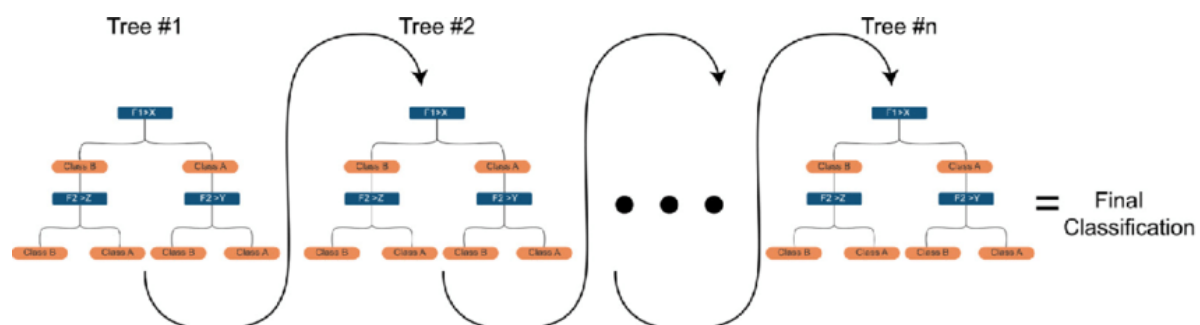 Tree #1
Tree #2
Tree #n
F1>X
F1>X
F1>X
Class B
Class A
Class B
Class A
Class B
Class A
F2>Z
F2>Y
F2>Z
F2>Y
F2>Z
F2>Y
= Final
Classification
Class B
Class A
Class B
Class A
Class B
Class A
Class B
Class A
Class B
Class A
Class B
Class A